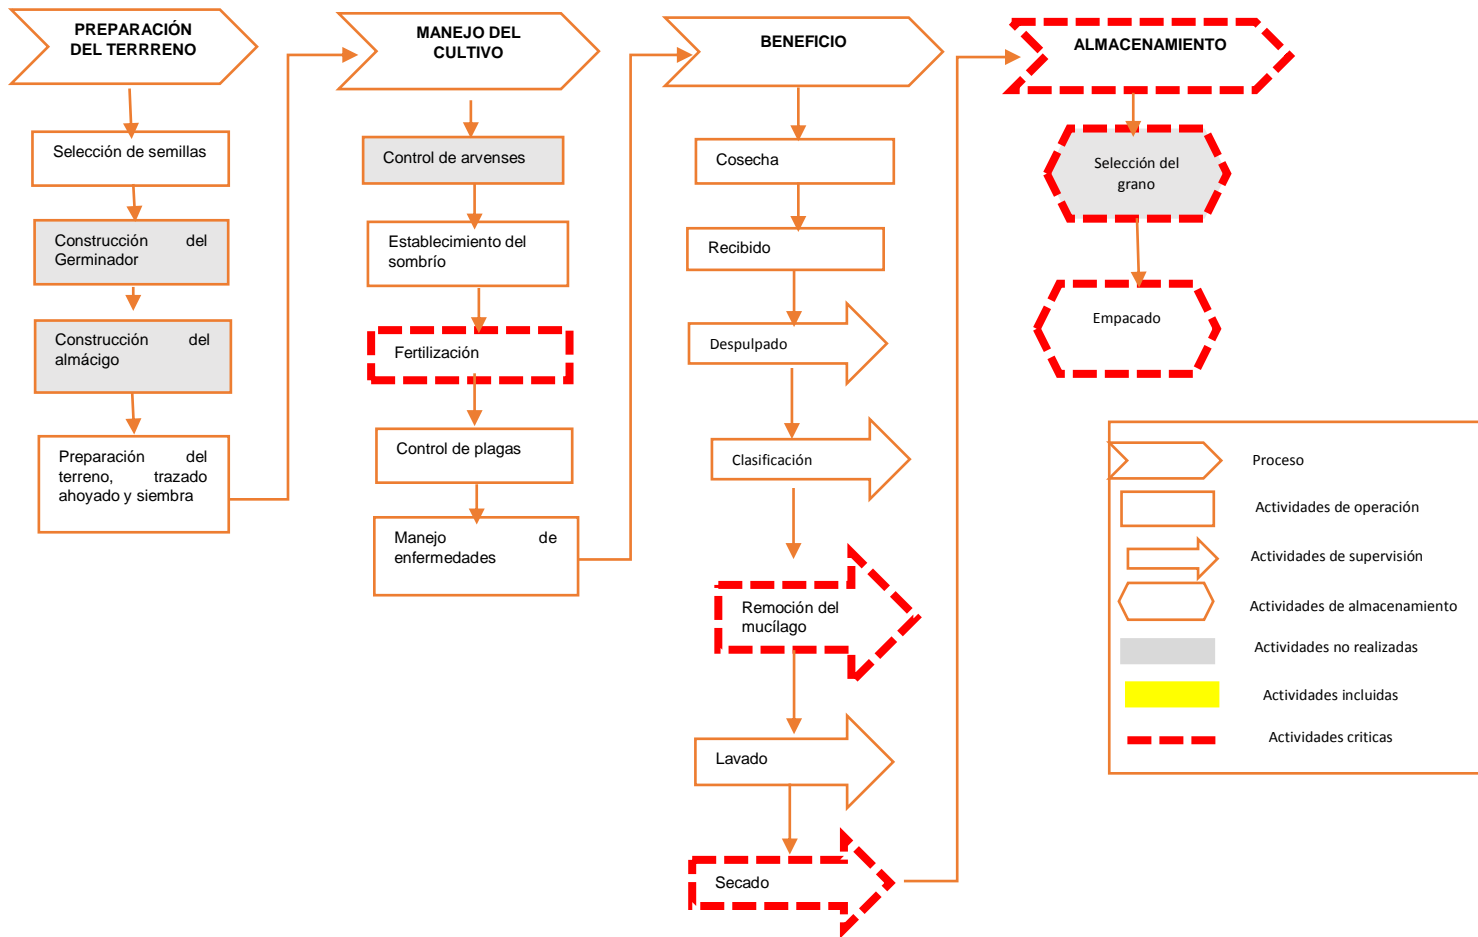 PREPARACIÓN
DEL TERRRENO
Selección de semillas
Construcción del
Germinador
Construcción del
almácigo
Preparación del
terreno, trazado
ahoyado y siembra
MANEJO DEL
CULTIVO
Control de arvenses
Establecimiento del
sombrío
Fertilización
Control de plagas
Manejo de
enfermedades
BENEFICIO
Cosecha
Recibido
Despulpado
Clasificación
Remoción del
mucílago
Lavado
Secado
ALMACENAMIENTO
Selección del
grano
Empacado
Proceso
Actividades de operación
Actividades de supervisión
Actividades de almacenamiento
Actividades no realizadas
Actividades incluidas
Actividades criticas